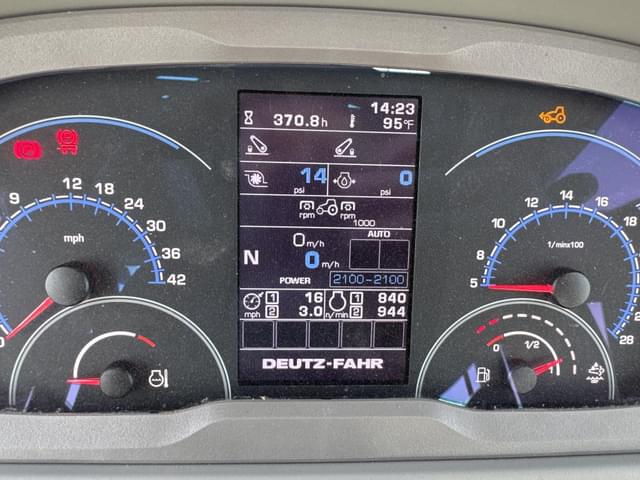 370.8h 14:23
95°F
14 psi 0 psi
rpm rpm
1000
AUTO
0 m/h
N 0 m/h
POWER 2100-2100
mph 1 16 n/min 1 840
2 3.0 2 944
DEUTZ-FAHR
0 9 12 18 24 30 36 42
mph
5 8 10 12 14 16 18 28
1/minx100
0 1/2 1